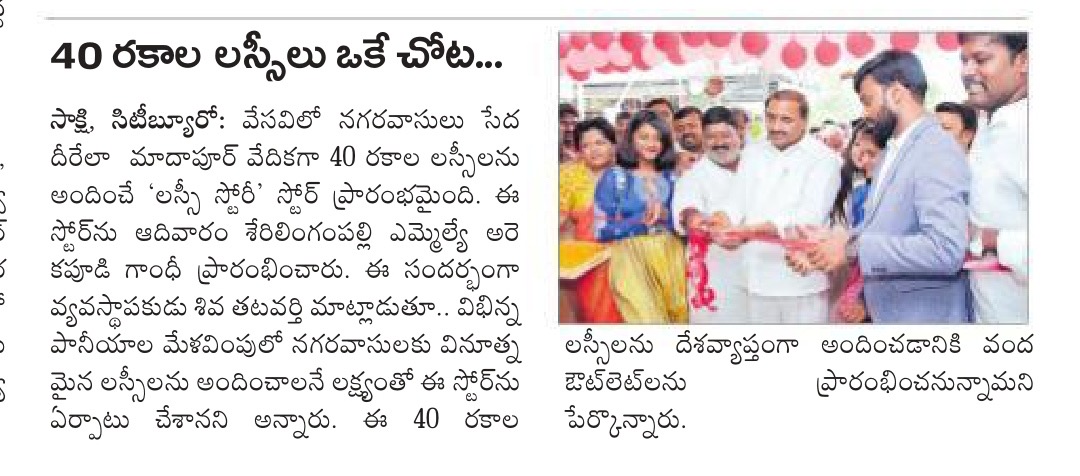 40 రకాల లస్సీలు ఒకే చోట...
సాక్షి, సిటీబ్యూరో: వేసవిలో నగరవాసులు సేద
దీరేలా మాదాపూర్ వేదికగా 40 రకాల లస్సీలను
అందించే ‘లస్సీ స్టోరీ’ స్టోర్ ప్రారంభమైంది. ఈ
స్టోర్‌ను ఆదివారం శేరిలింగంపల్లి ఎమ్మెల్యే అరె
కపూడి గాంధీ ప్రారంభించారు. ఈ సందర్భంగా
వ్యవస్థాపకుడు శివ తటవర్తి మాట్లాడుతూ.. విభిన్న
పానీయాల మేళవింపులో నగరవాసులకు వినూత్న
మైన లస్సీలను అందించాలనే లక్ష్యంతో ఈ స్టోర్‌ను
ఏర్పాటు చేశానని అన్నారు. ఈ 40 రకాల
లస్సీలను దేశవ్యాప్తంగా అందించడానికి వంద
ఔట్‌లెట్‌లను ప్రారంభించనున్నామని
పేర్కొన్నారు.